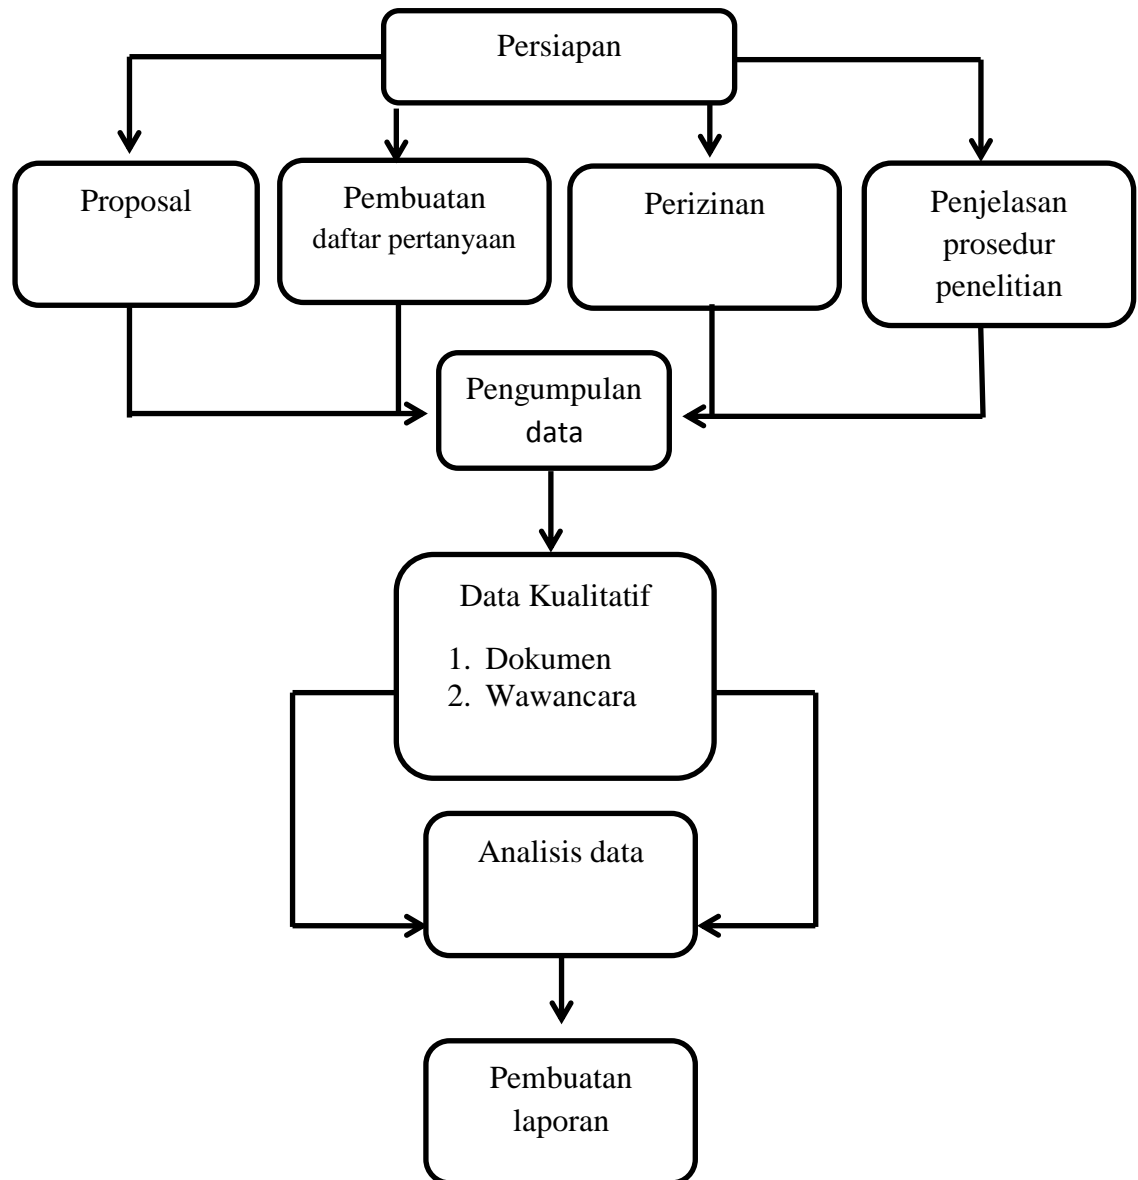 Persiapan
Proposal
Pembuatan
daftar pertanyaan
Perizinan
Penjelasan
prosedur
penelitian
Pengumpulan
data
Data Kualitatif
1. Dokumen
2. Wawancara
Analisis data
Pembuatan
laporan